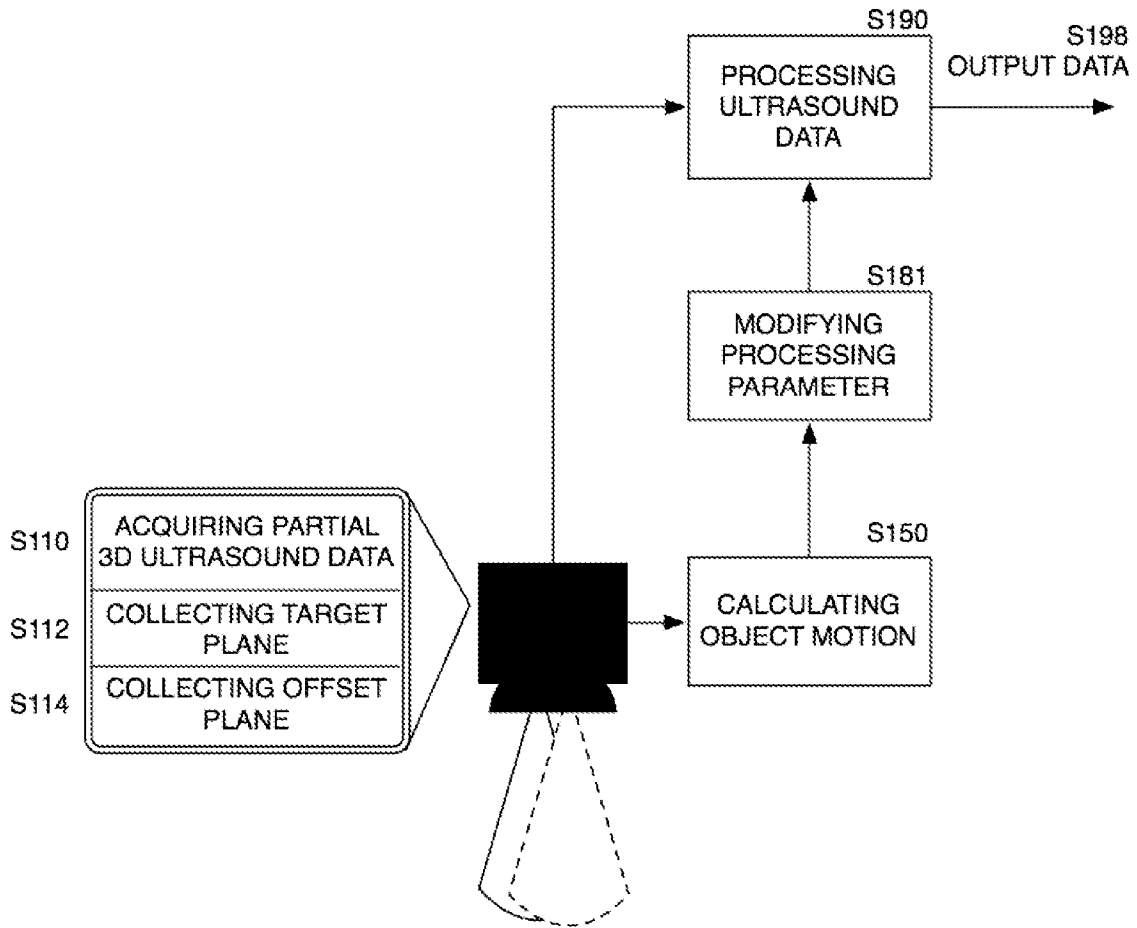 S190
PROCESSING
ULTRASOUND
DATA
S198
OUTPUT DATA
S181
MODIFYING
PROCESSING
PARAMETER
S110
ACQUIRING PARTIAL
3D ULTRASOUND DATA
S112
COLLECTING TARGET
PLANE
S114
COLLECTING OFFSET
PLANE
S150
CALCULATING
OBJECT MOTION